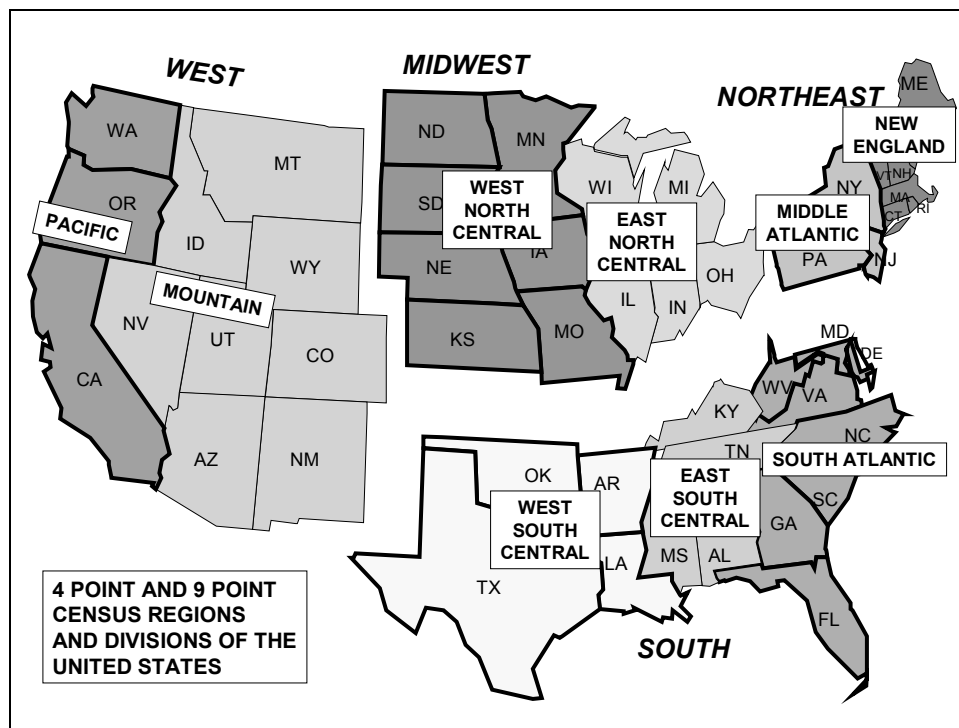 WEST
MIDWEST
NORTHEAST
ME
NEW
ENGLAND
WA
MT
ND
MN
OR
PACIFIC
ID
WY
MOUNTAIN
NV
UT
CO
CA
AZ
NM
SD
WEST
NORTH
CENTRAL
NE
IA
KS
MO
WI
MI
EAST
NORTH
CENTRAL
IL
IN
OH
VT
NH
NY
MA
CT
RI
MIDDLE
ATLANTIC
PA
NJ
MD
DE
WV
VA
KY
TN
NC
SOUTH ATLANTIC
SC
OK
AR
WEST
SOUTH
CENTRAL
EAST
SOUTH
CENTRAL
GA
TX
LA
MS
AL
FL
SOUTH
4 POINT AND 9 POINT
CENSUS REGIONS
AND DIVISIONS OF THE
UNITED STATES